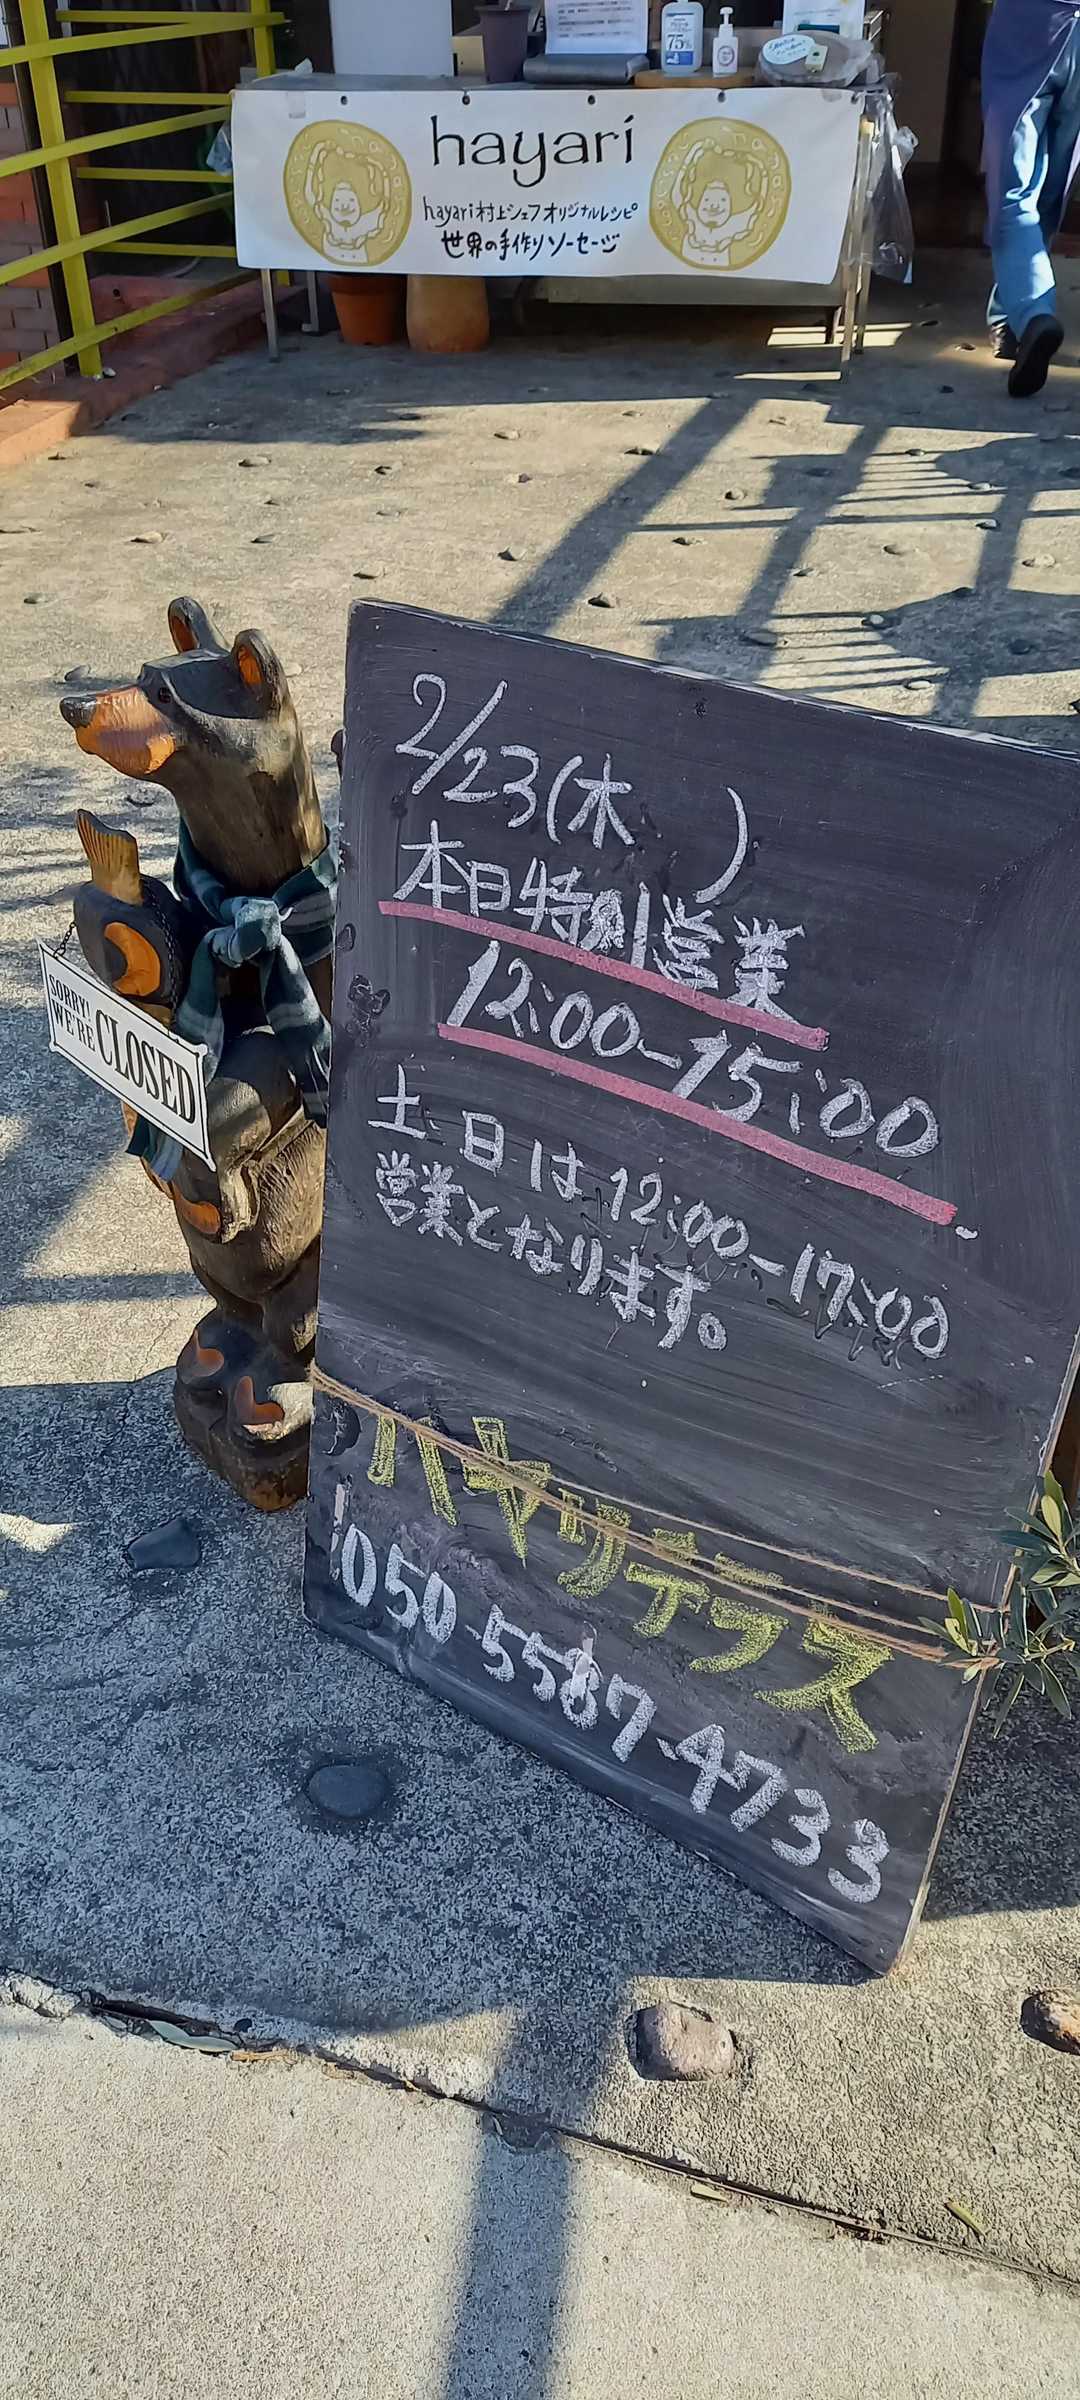 75%
hayari
hayari村上シェフオリジナルレシピ
世界の手作りソーセージ
2/23(木 )
本日特別営業
12:00-15:00
土.日は12:00-17:00
営業となります。
SORRY!
WE'RE CLOSED
ハヤリテラス
050-5587-4733